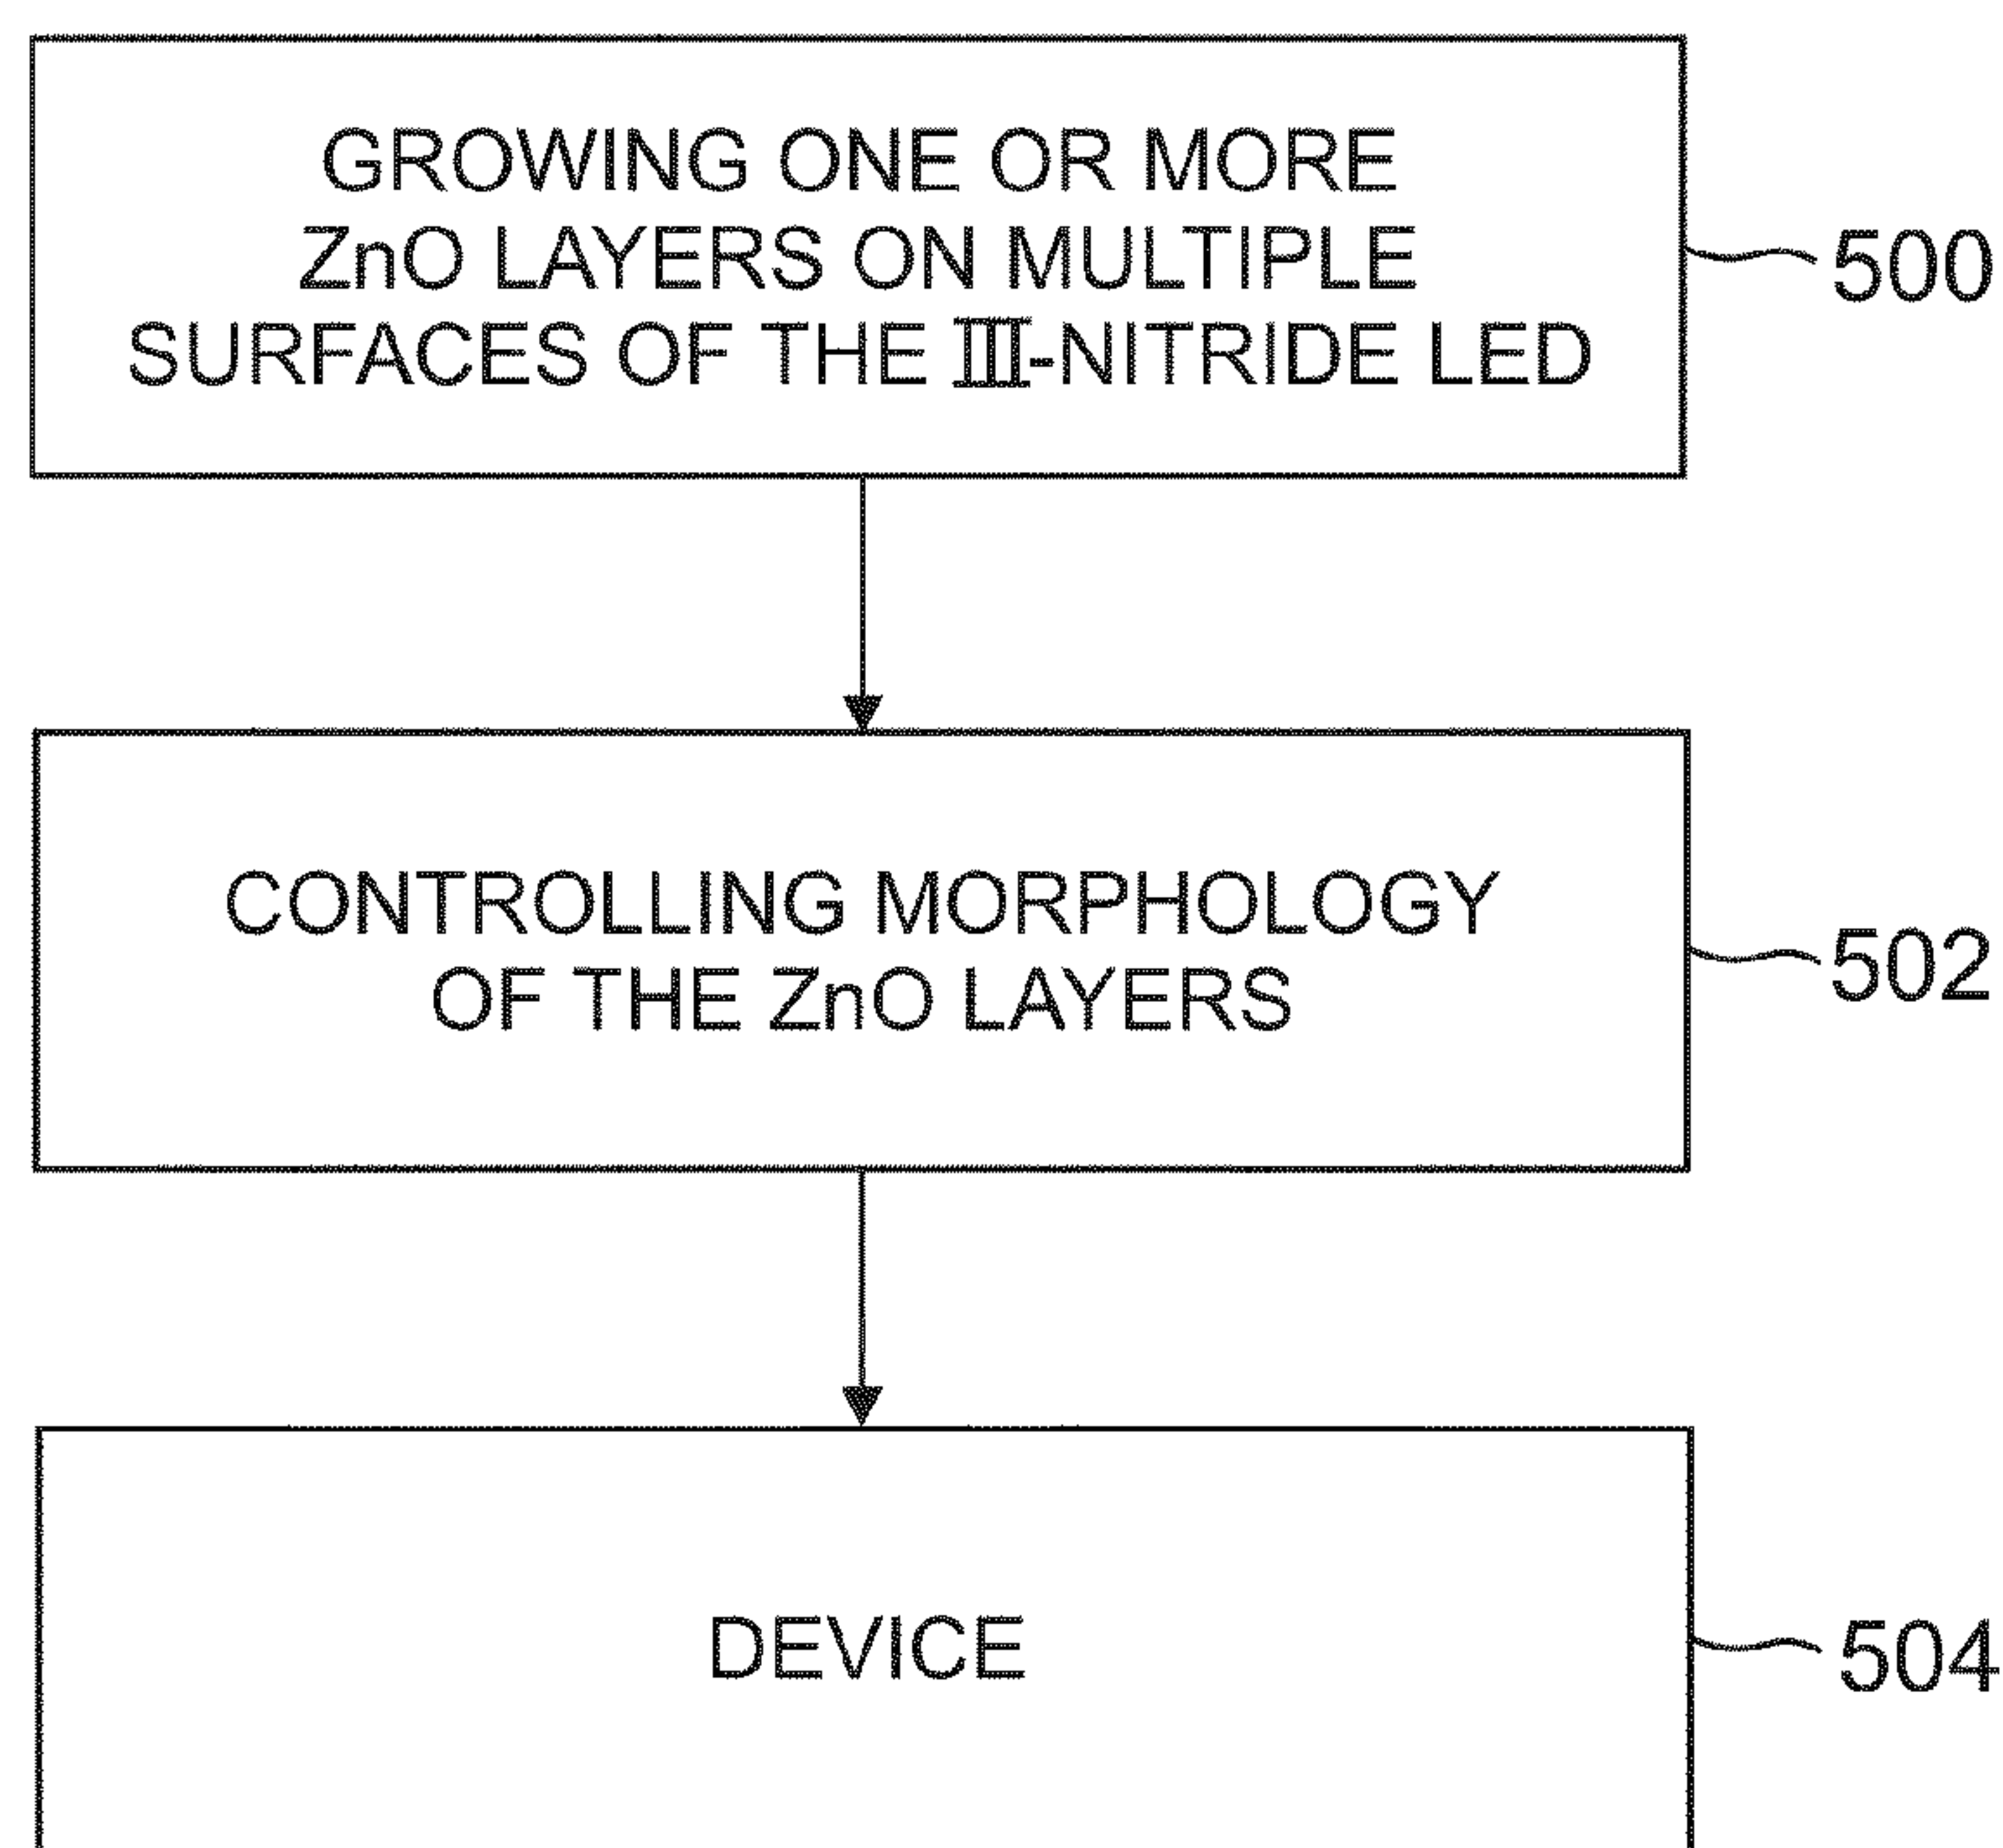 GROWING ONE OR MORE
ZnO LAYERS ON MULTIPLE
SURFACES OF THE III-NITRIDE LED
500
CONTROLLING MORPHOLOGY
OF THE ZnO LAYERS
502
DEVICE
504